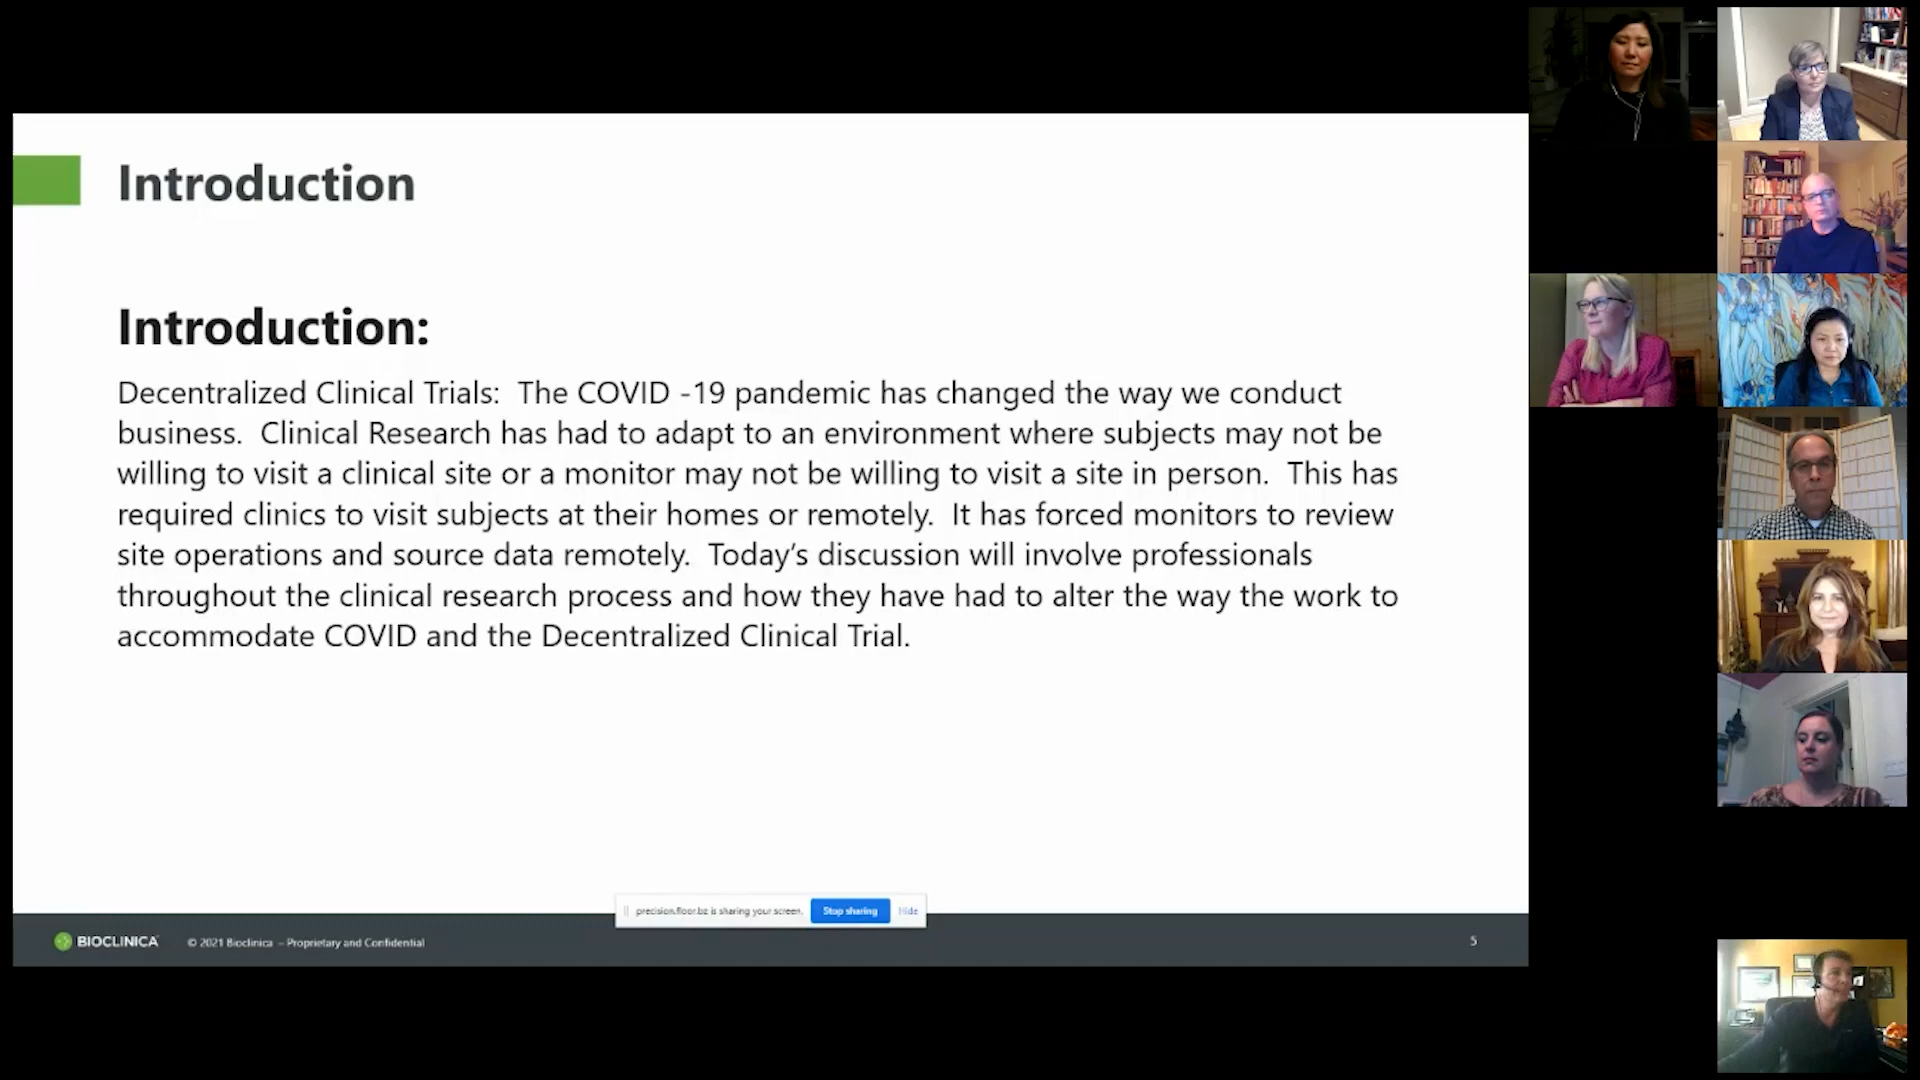 Introduction
Introduction:
Decentralized Clinical Trials:  The COVID -19 pandemic has changed the way we conduct
business.  Clinical Research has had to adapt to an environment where subjects may not be
willing to visit a clinical site or a monitor may not be willing to visit a site in person.  This has
required clinics to visit subjects at their homes or remotely.  It has forced monitors to review
site operations and source data remotely.  Today’s discussion will involve professionals
throughout the clinical research process and how they have had to alter the way the work to
accommodate COVID and the Decentralized Clinical Trial.
precision.floor.bz is sharing your screen. Stop sharing Hide
BIOCLINICA © 2021 Bioclinica – Proprietary and Confidential 5